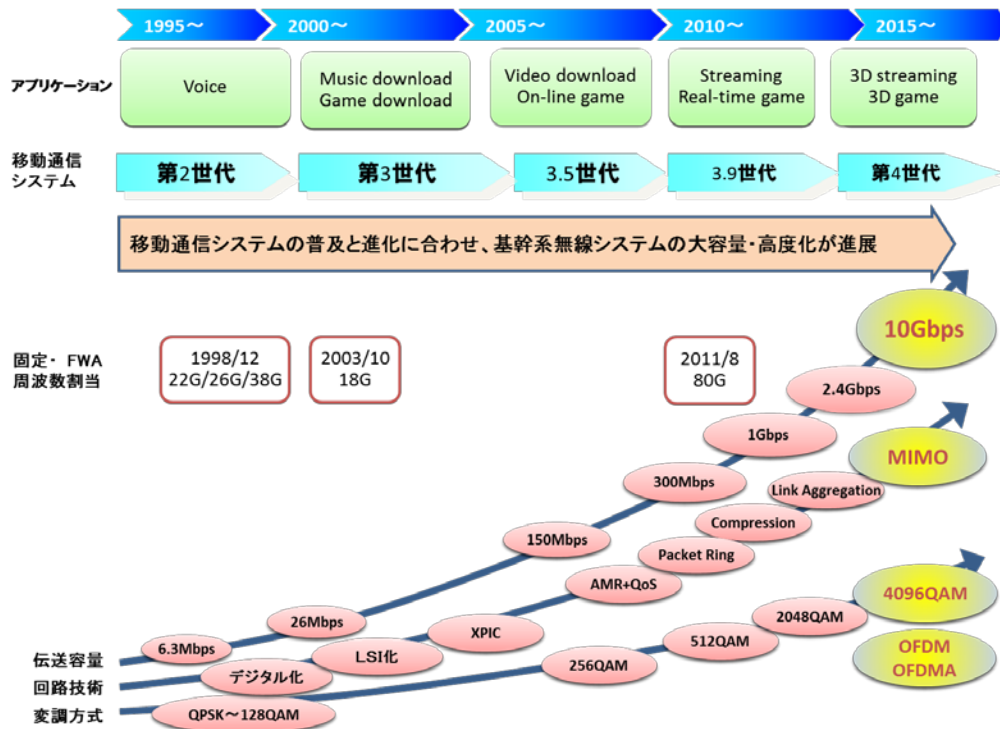 1995～
2000～
2005～
2010～
2015～
アプリケーション
Voice
Music download
Game download
Video download
On-line game
Streaming
Real-time game
3D streaming
3D game
移動通信
システム
第2世代
第3世代
3.5世代
3.9世代
第4世代
移動通信システムの普及と進化に合わせ、基幹系無線システムの大容量・高度化が進展
固定・ FWA
周波数割当
1998/12
22G/26G/38G
2003/10
18G
2011/8
80G
10Gbps
2.4Gbps
1Gbps
300Mbps
150Mbps
26Mbps
6.3Mbps
伝送容量
MIMO
Link Aggregation
Compression
Packet Ring
AMR+QoS
XPIC
LSI化
デジタル化
回路技術
4096QAM
OFDM
OFDMA
2048QAM
512QAM
256QAM
QPSK～128QAM
変調方式